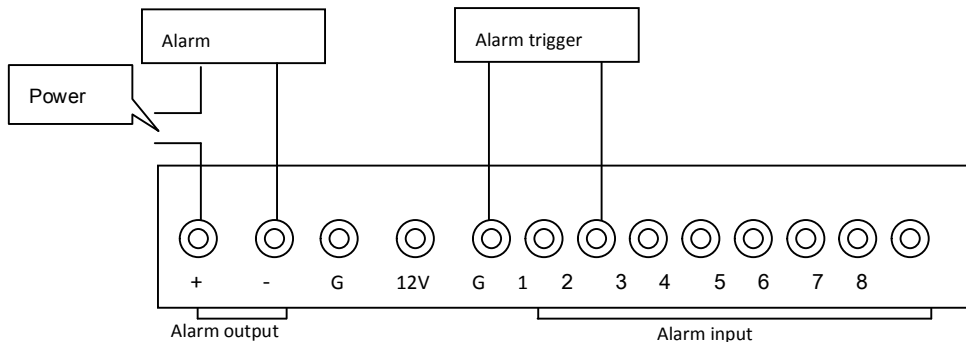 Alarm
Alarm trigger
Power
+ - G 12V G 1 2 3 4 5 6 7 8
Alarm output
Alarm input